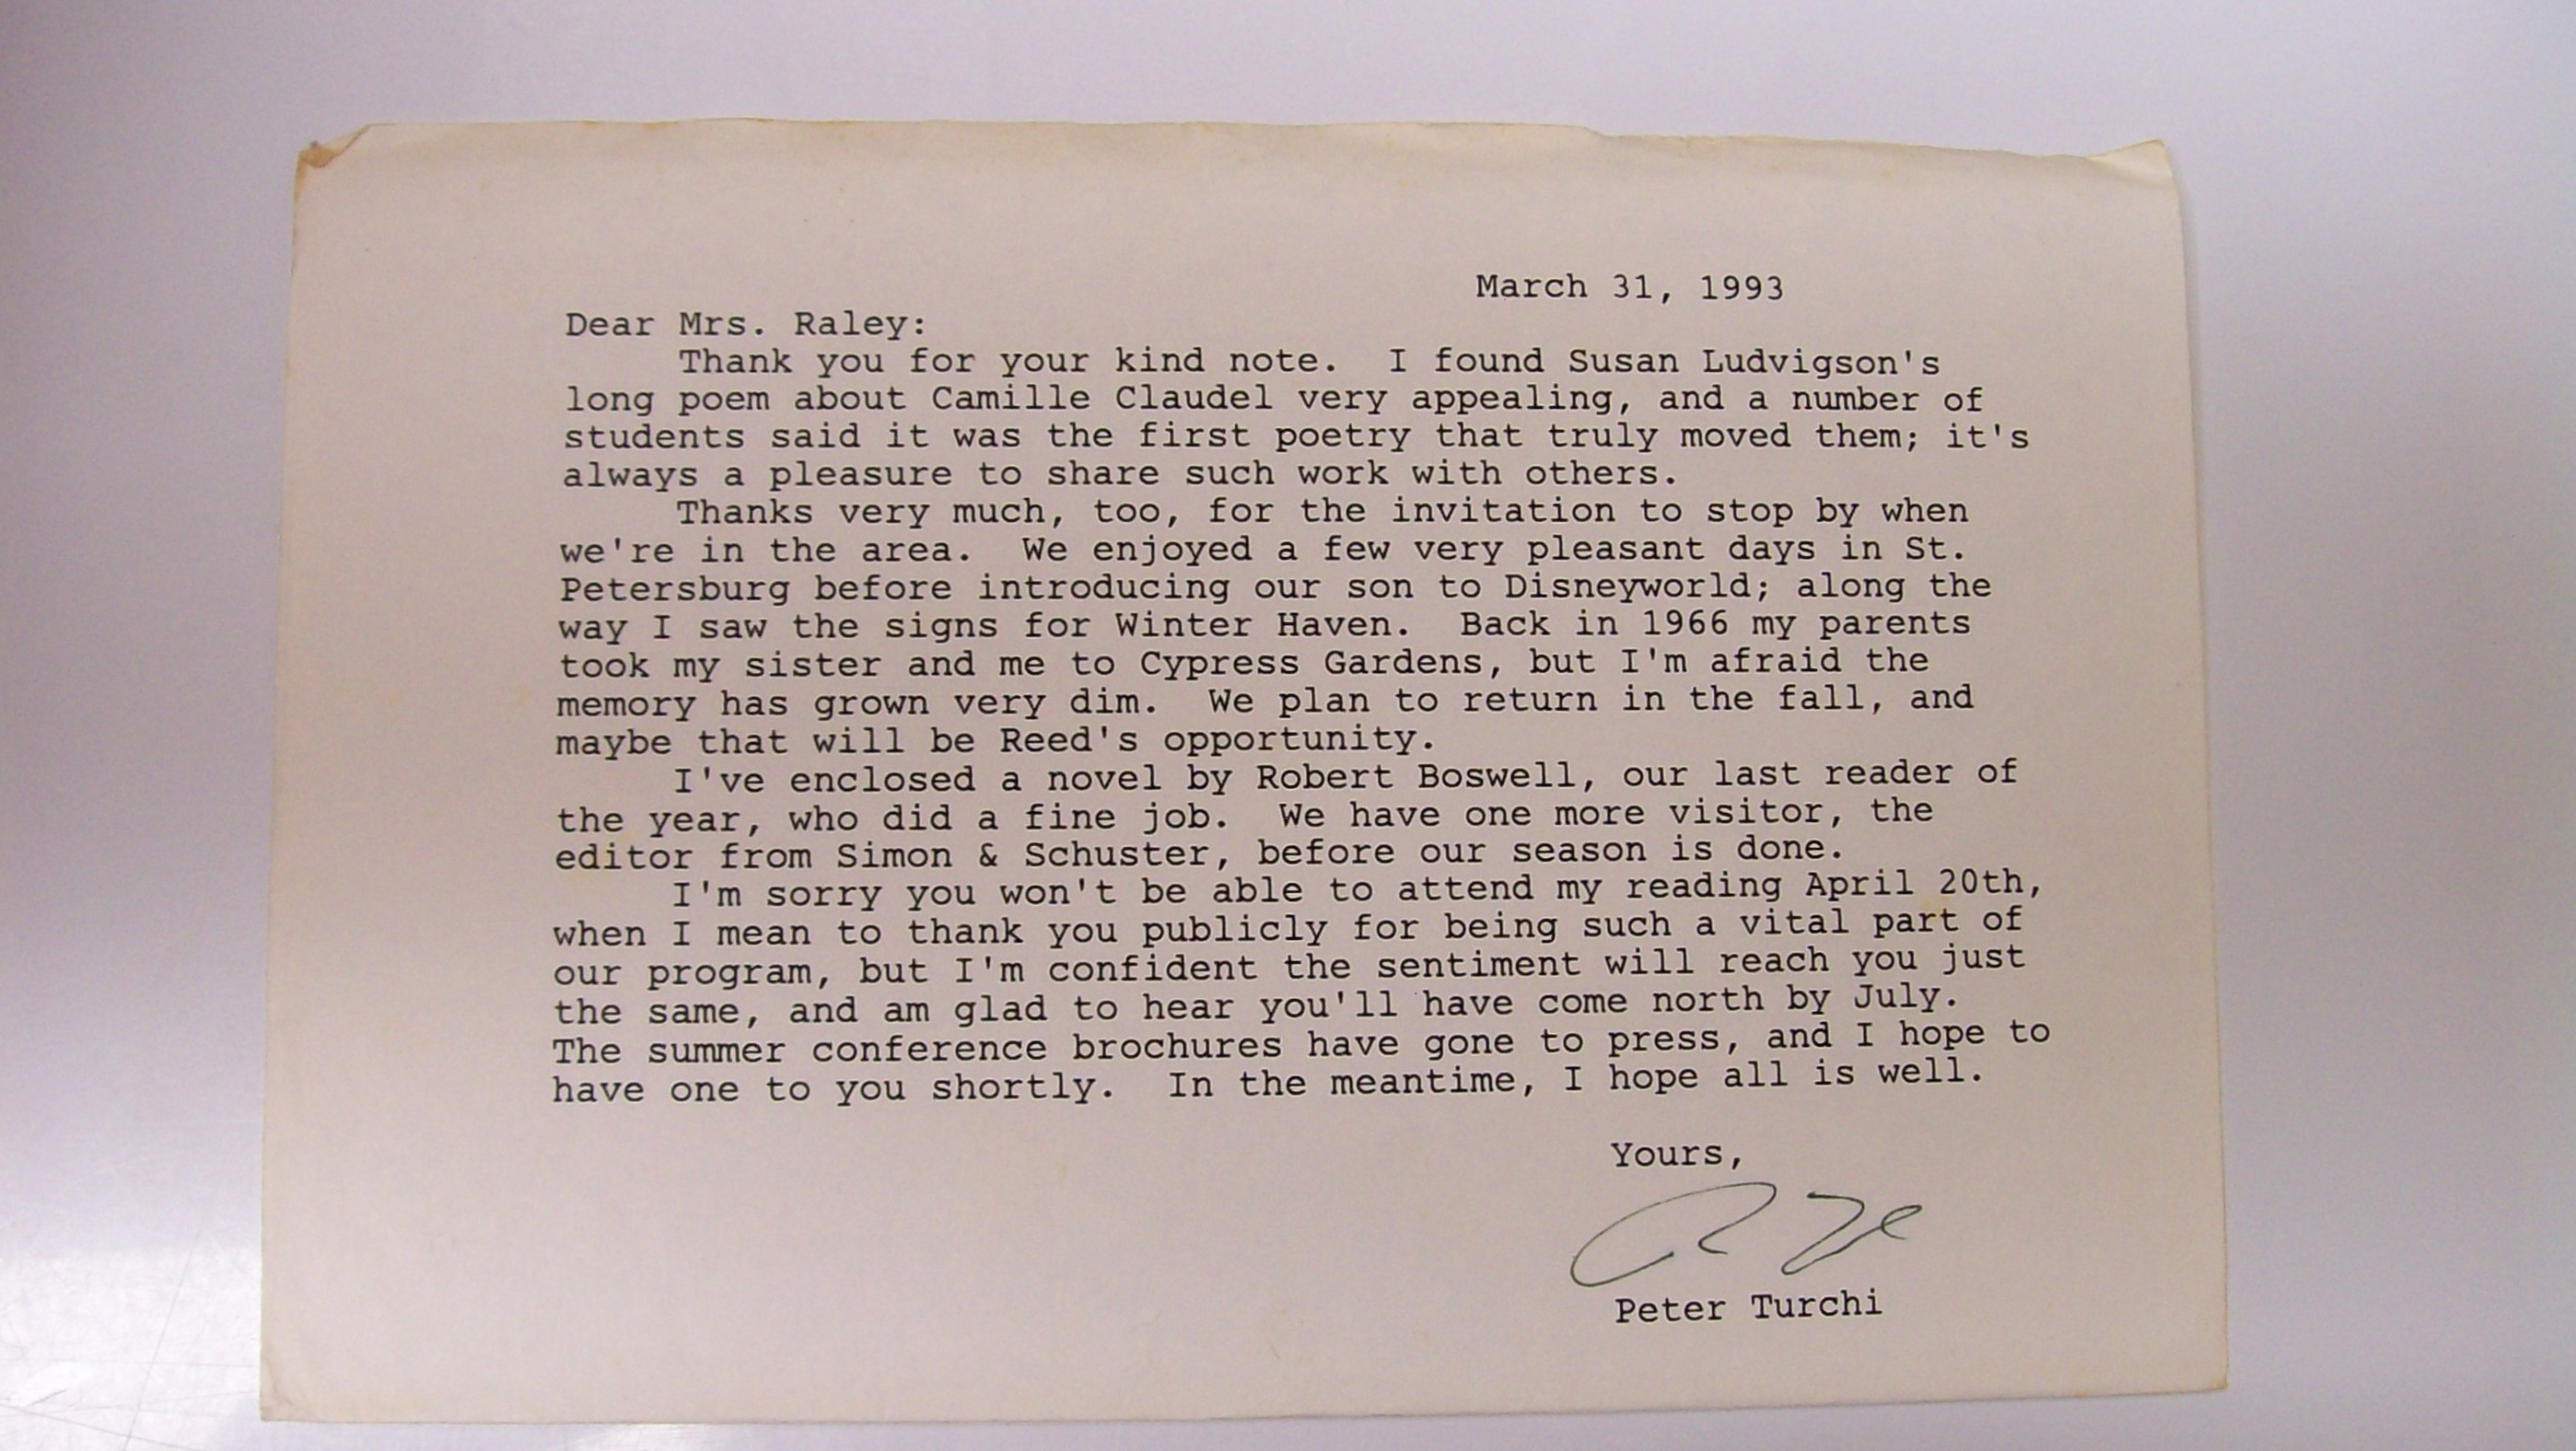 March 31, 1993
Dear Mrs. Raley:
Thank you for your kind note.  I found Susan Ludvigson's
long poem about Camille Claudel very appealing, and a number of
students said it was the first poetry that truly moved them; it's
always a pleasure to share such work with others.
Thanks very much, too, for the invitation to stop by when
we're in the area.  We enjoyed a few very pleasant days in St.
Petersburg before introducing our son to Disneyworld; along the
way I saw the signs for Winter Haven.  Back in 1966 my parents
took my sister and me to Cypress Gardens, but I'm afraid the
memory has grown very dim.  We plan to return in the fall, and
maybe that will be Reed's opportunity.
I've enclosed a novel by Robert Boswell, our last reader of
the year, who did a fine job.  We have one more visitor, the
editor from Simon & Schuster, before our season is done.
I'm sorry you won't be able to attend my reading April 20th,
when I mean to thank you publicly for being such a vital part of
our program, but I'm confident the sentiment will reach you just
the same, and am glad to hear you'll have come north by July.
The summer conference brochures have gone to press, and I hope to
have one to you shortly.  In the meantime, I hope all is well.
Yours,
Peter Turchi